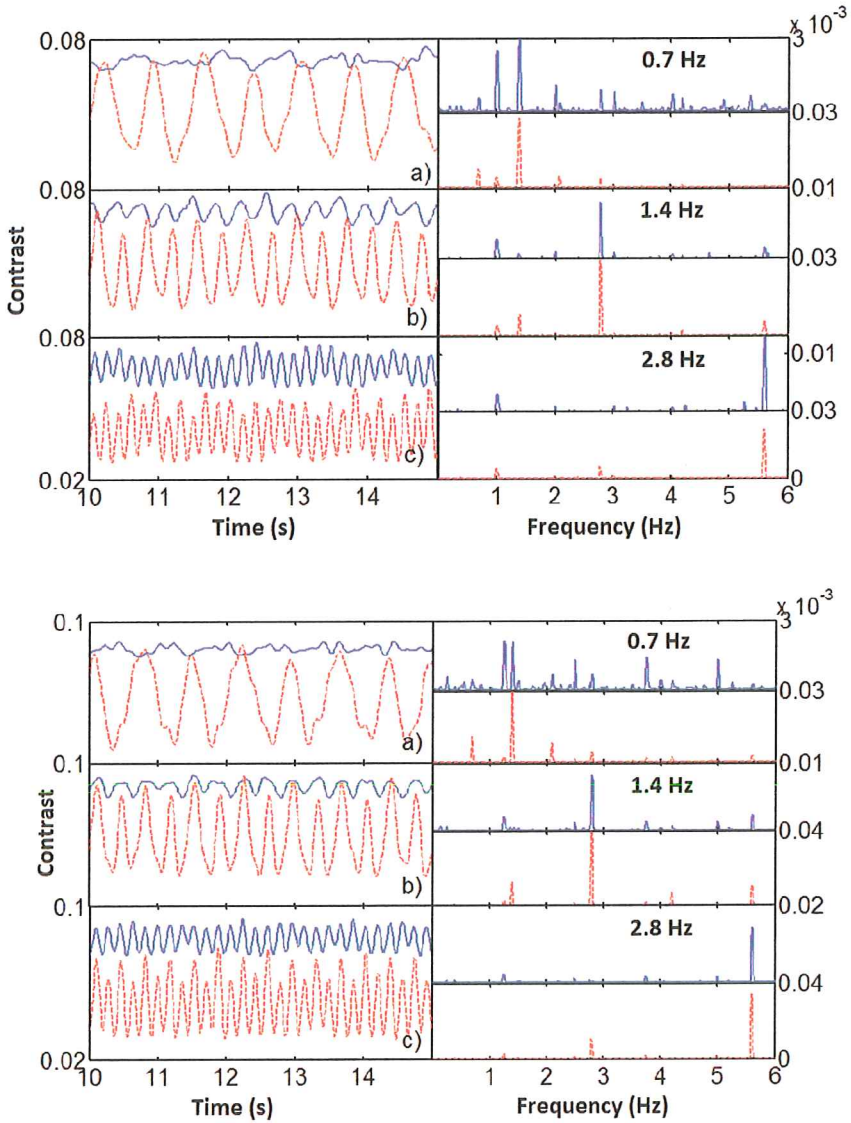 x 10^-3
0.08 3
0.7 Hz
0.03
a)
0.08 0.01
1.4 Hz
0.03
Contrast
b)
0.08
0.01
2.8 Hz
0.03
c)
0.02 0
10 11 12 13 14 1 2 3 4 5 6
Time (s) Frequency (Hz)
x 10^-3
0.1 3
0.7 Hz
0.03
a)
0.1 0.01
1.4 Hz
0.04
Contrast
b)
0.1 0.02
2.8 Hz
0.04
c)
0.02 0
10 11 12 13 14 1 2 3 4 5 6
Time (s) Frequency (Hz)